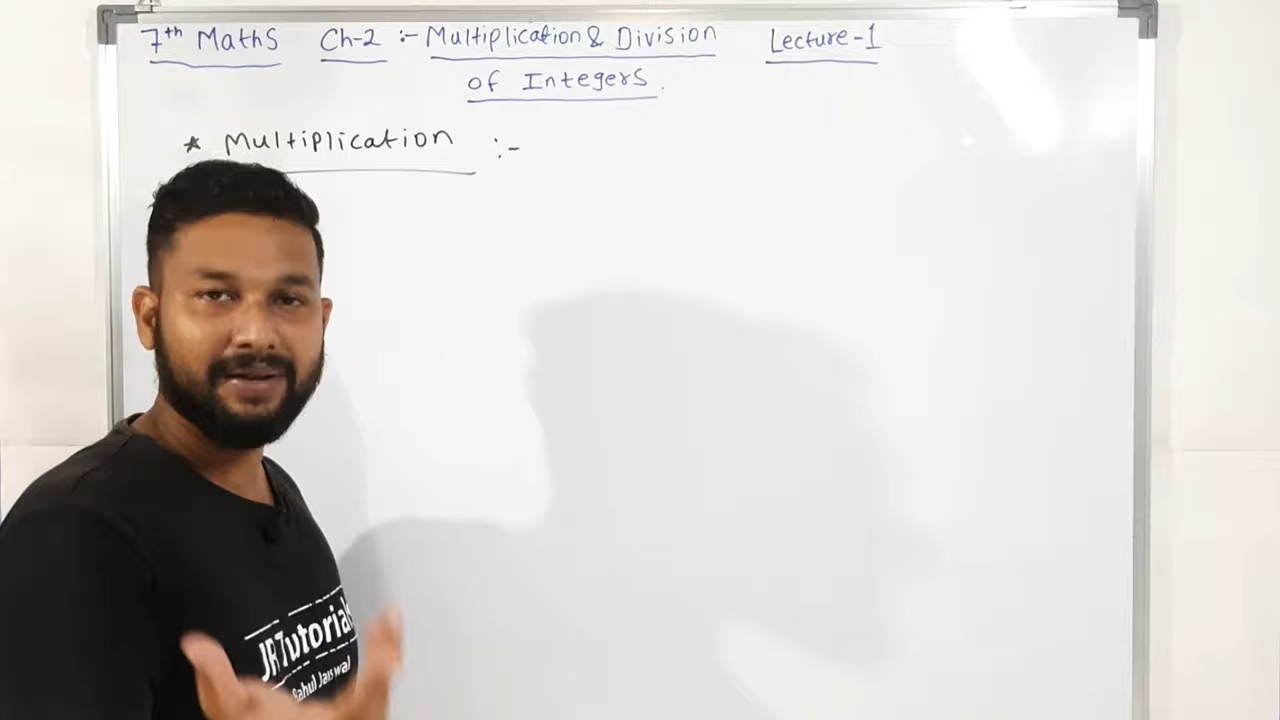 7th Maths Ch-2 :- Multiplication & Division Lecture-1
of Integers.
* Multiplication :-
JR Tutorials
Rahul Jaiswal